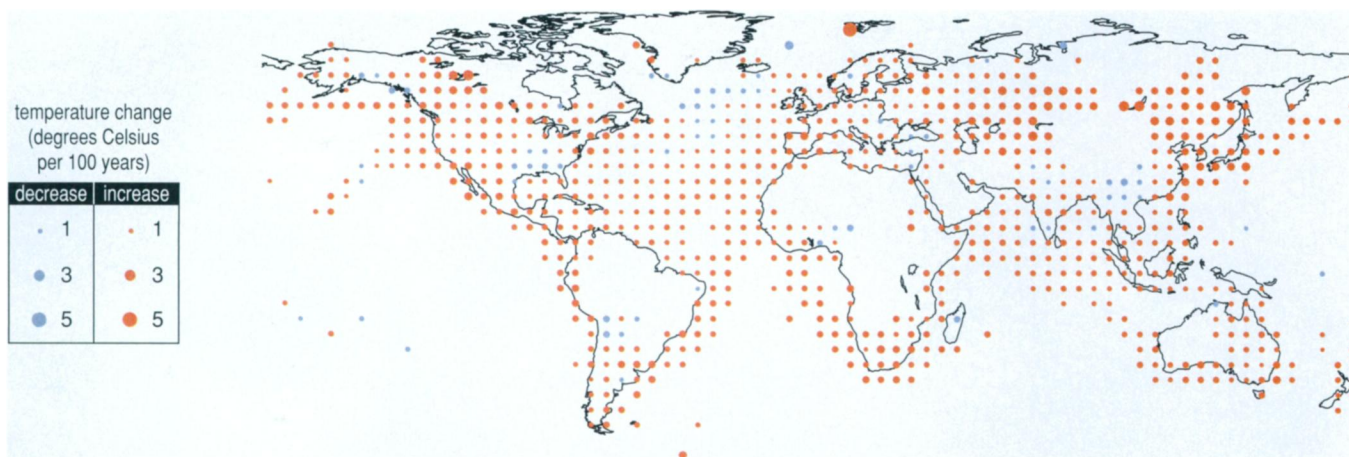 temperature change
(degrees Celsius
per 100 years)
decrease increase
1 1
3 3
5 5